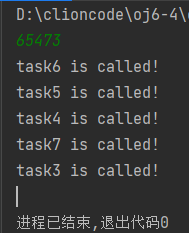 D:\clioncode\oj6-4\
65473
task6 is called!
task5 is called!
task4 is called!
task7 is called!
task3 is called!
进程已结束,退出代码0